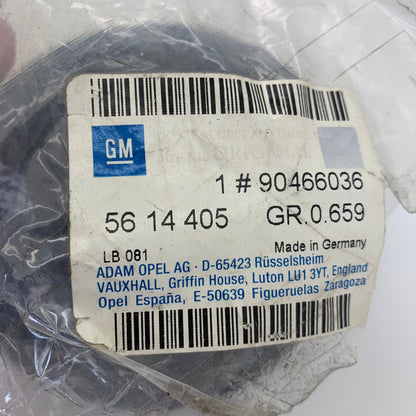 GM
ORIGINAL
1 # 90466036
56 14 405 GR.0.659
LB 081 Made in Germany
ADAM OPEL AG · D-65423 Rüsselsheim
VAUXHALL, Griffin House, Luton LU1 3YT, England
Opel España, E-50639 Figueruelas Zaragoza